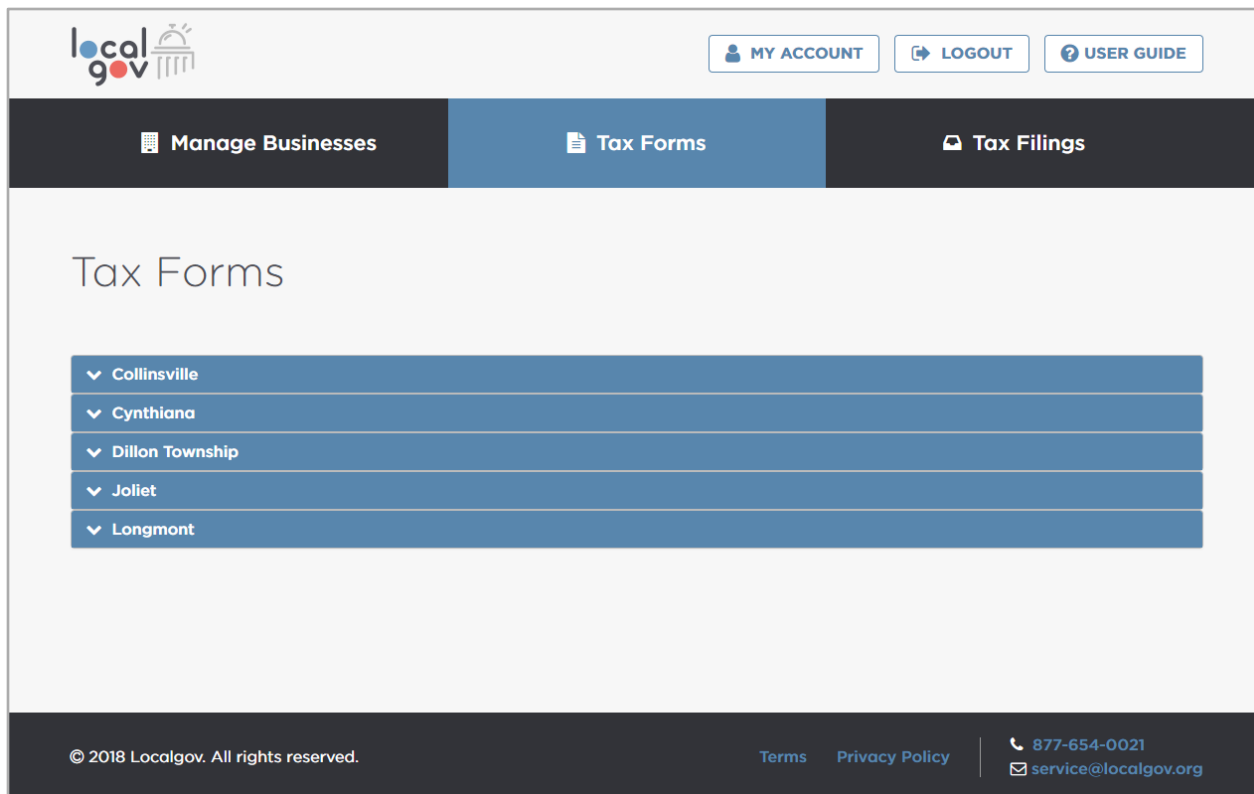 local
gov
MY ACCOUNT
LOGOUT
USER GUIDE
Manage Businesses
Tax Forms
Tax Filings
Tax Forms
Collinsville
Cynthiana
Dillon Township
Joliet
Longmont
© 2018 Localgov. All rights reserved.
Terms
Privacy Policy
877-654-0021
service@localgov.org